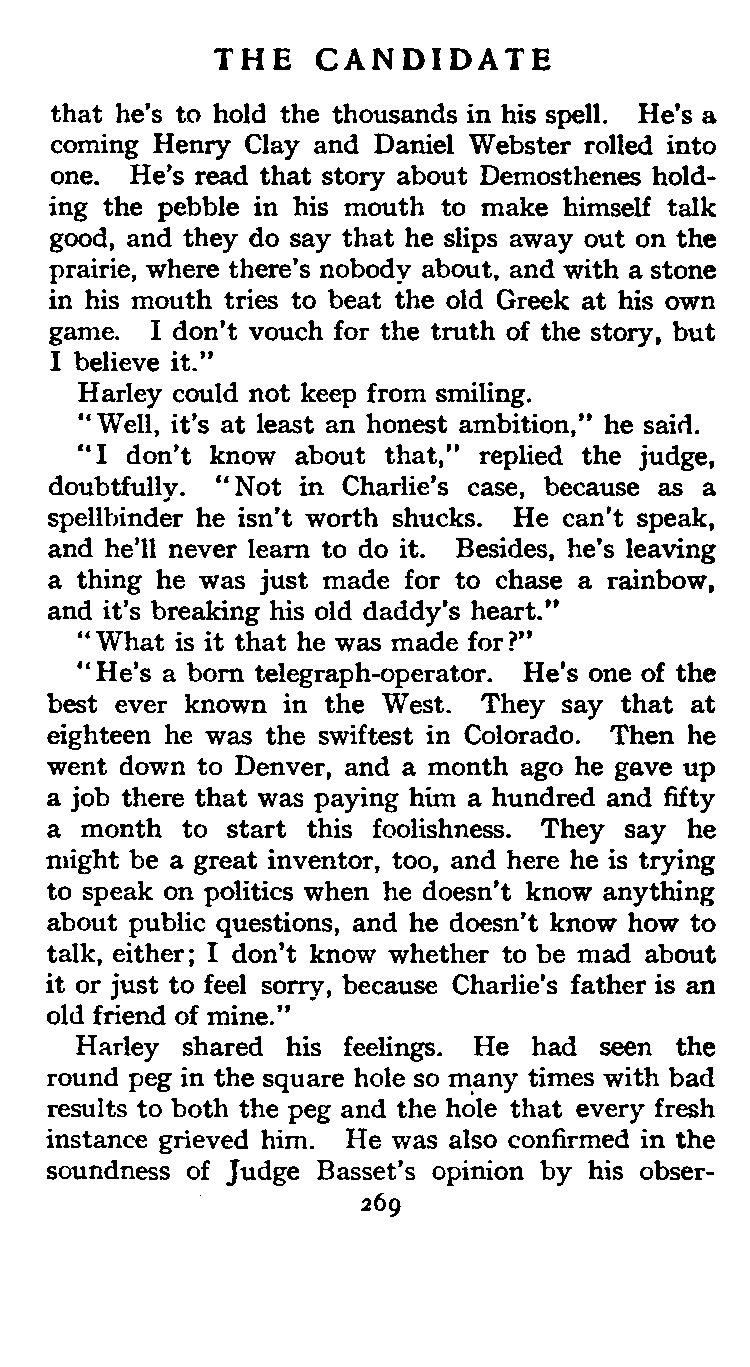 THE CANDIDATE
that he's to hold the thousands in his spell. He's a
coming Henry Clay and Daniel Webster rolled into
one. He's read that story about Demosthenes hold-
ing the pebble in his mouth to make himself talk
good, and they do say that he slips away out on the
prairie, where there's nobody about, and with a stone
in his mouth tries to beat the old Greek at his own
game. I don't vouch for the truth of the story, but
I believe it."
Harley could not keep from smiling.
"Well, it's at least an honest ambition," he said.
"I don't know about that," replied the judge,
doubtfully. "Not in Charlie's case, because as a
spellbinder he isn't worth shucks. He can't speak,
and he'll never learn to do it. Besides, he's leaving
a thing he was just made for to chase a rainbow,
and it's breaking his old daddy's heart."
"What is it that he was made for?"
"He's a born telegraph-operator. He's one of the
best ever known in the West. They say that at
eighteen he was the swiftest in Colorado. Then he
went down to Denver, and a month ago he gave up
a job there that was paying him a hundred and fifty
a month to start this foolishness. They say he
might be a great inventor, too, and here he is trying
to speak on politics when he doesn't know anything
about public questions, and he doesn't know how to
talk, either; I don't know whether to be mad about
it or just to feel sorry, because Charlie's father is an
old friend of mine."
Harley shared his feelings. He had seen the
round peg in the square hole so many times with bad
results to both the peg and the hole that every fresh
instance grieved him. He was also confirmed in the
soundness of Judge Basset's opinion by his obser-
269